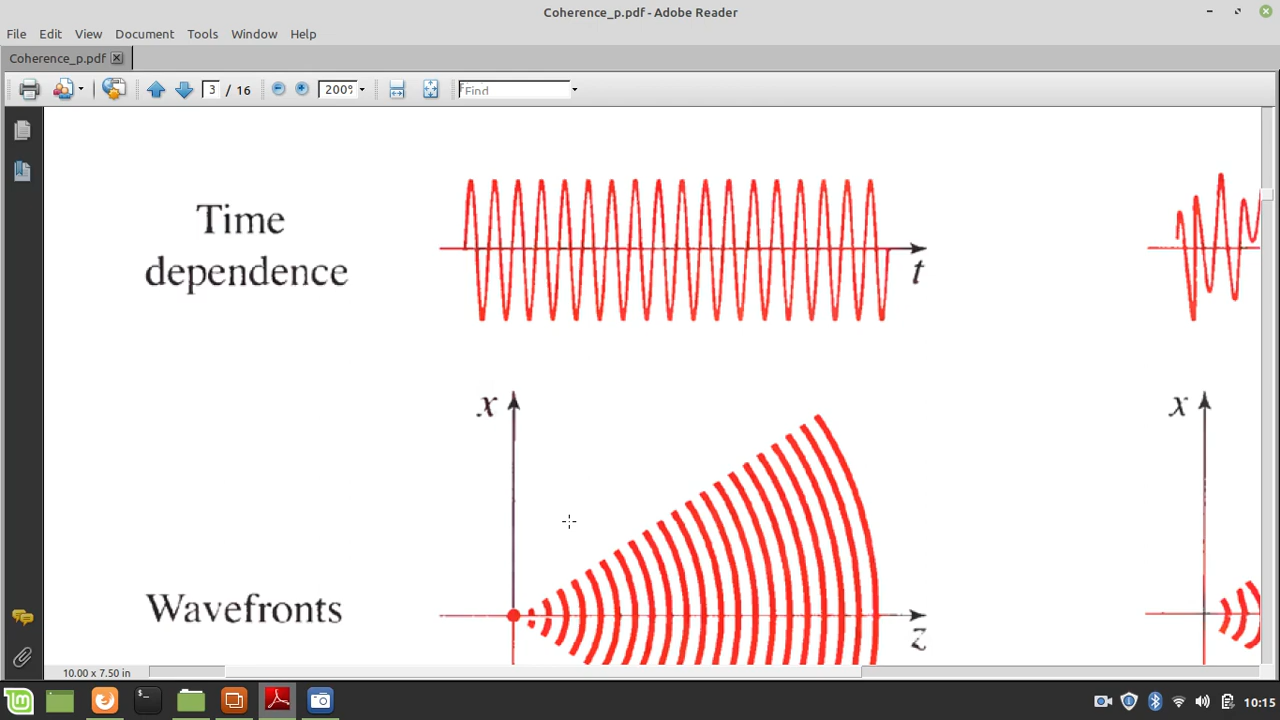 Coherence_p.pdf - Adobe Reader
File Edit View Document Tools Window Help
Coherence_p.pdf
3 / 16 200% Find
Time
dependence
t
x
x
Wavefronts
z
10.00 x 7.50 in
10:15